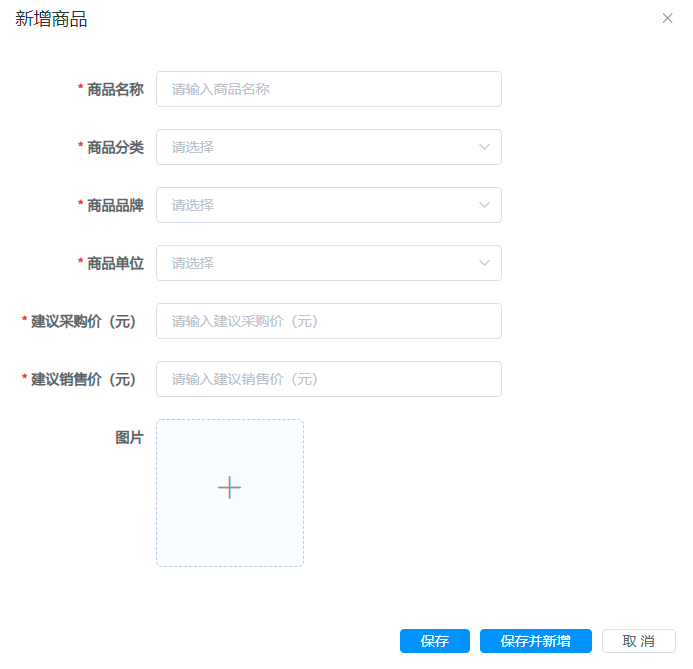 新增商品
* 商品名称 请输入商品名称
* 商品分类 请选择
* 商品品牌 请选择
* 商品单位 请选择
* 建议采购价（元） 请输入建议采购价（元）
* 建议销售价（元） 请输入建议销售价（元）
图片
保存 保存并新增 取 消